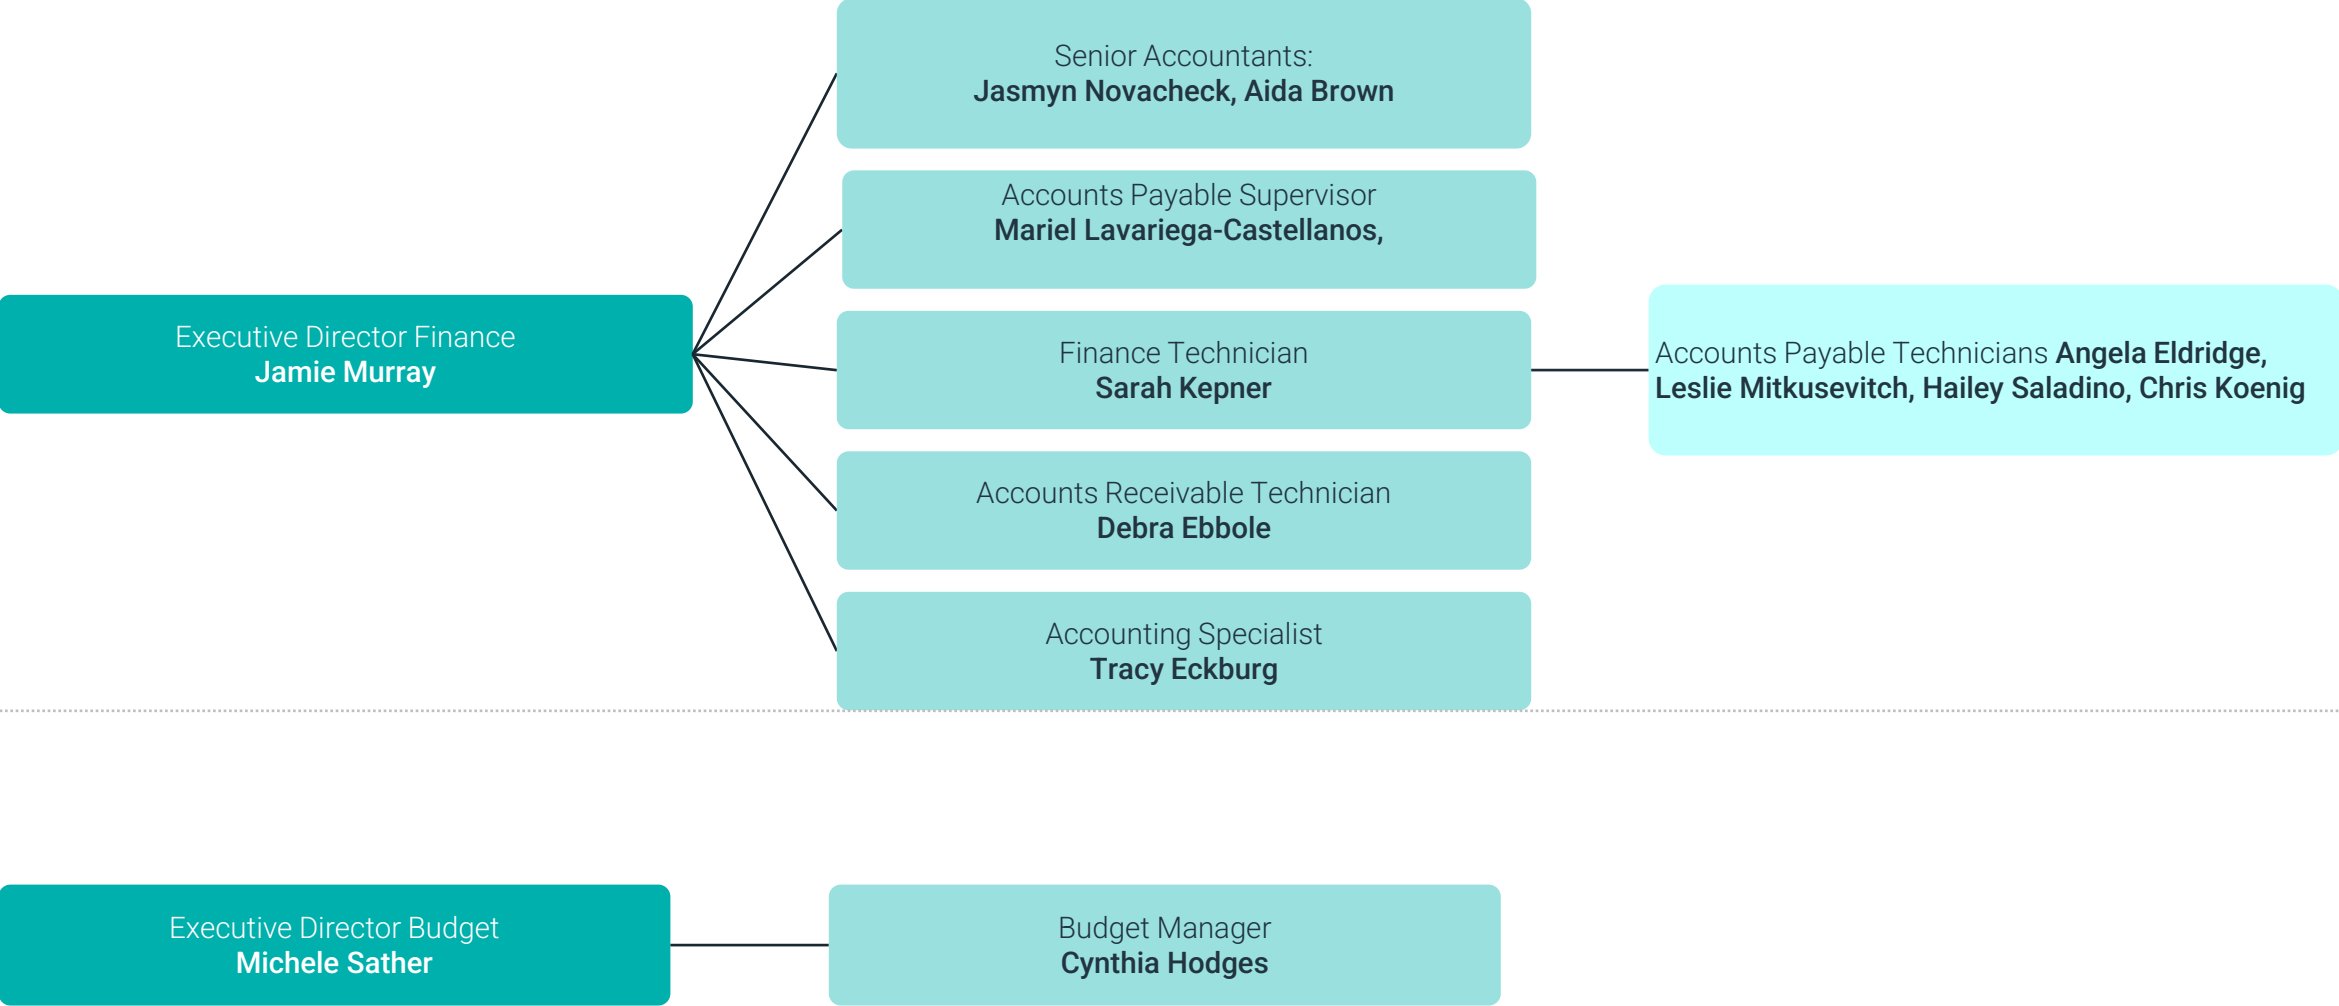 Senior Accountants:
Jasmyn Novacheck, Aida Brown
Accounts Payable Supervisor
Mariel Lavariega-Castellanos,
Executive Director Finance
Jamie Murray
Finance Technician
Sarah Kepner
Accounts Payable Technicians Angela Eldridge,
Leslie Mitkusevitch, Hailey Saladino, Chris Koenig
Accounts Receivable Technician
Debra Ebbole
Accounting Specialist
Tracy Eckburg
Executive Director Budget
Michele Sather
Budget Manager
Cynthia Hodges